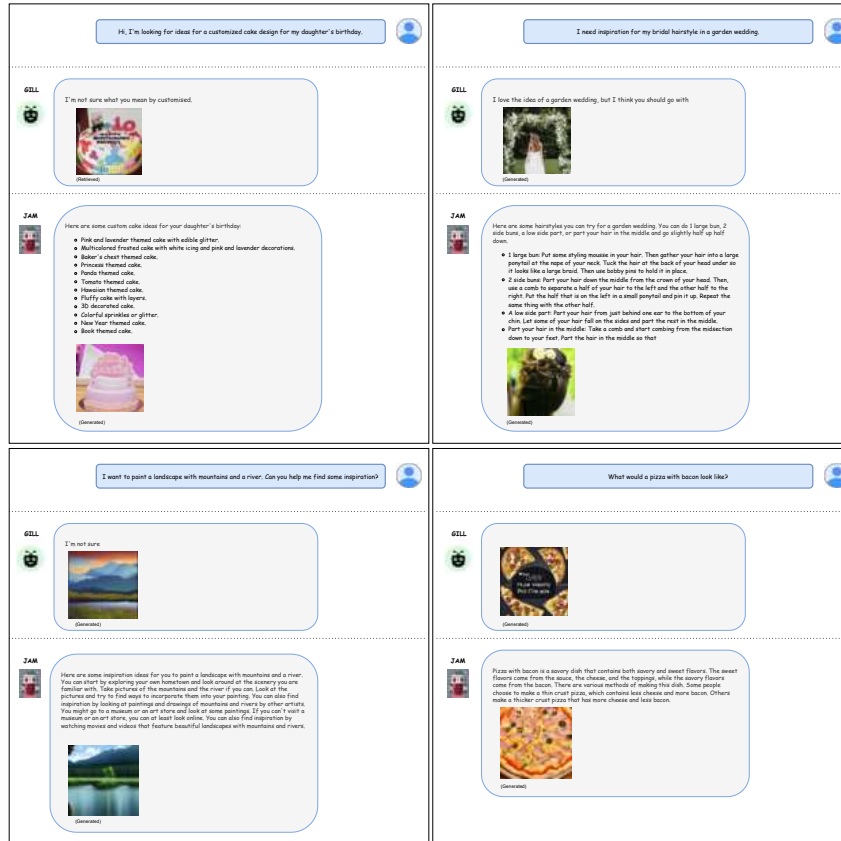 Hi, I'm looking for ideas for a customized cake design for my daughter's birthday.
GILL
I'm not sure what you mean by customised.
(Retrieved)
JAM
Here are some custom cake ideas for your daughter's birthday:
Pink and lavender themed cake with edible glitter.
Multicolored frosted cake with white icing and pink and lavender decorations.
Baker's chest themed cake.
Princess themed cake.
Panda themed cake.
Tomato themed cake.
Hawaiian themed cake.
Fluffy cake with layers.
3D decorated cake.
Colorful sprinkles or glitter.
New Year themed cake.
Book themed cake.
(Generated)
I need inspiration for my bridal hairstyle in a garden wedding.
GILL
I love the idea of a garden wedding, but I think you should go with
(Generated)
JAM
Here are some hairstyles you can try for a garden wedding. You can do 1 large bun, 2
side buns, a low side part, or part your hair in the middle and go slightly half up half
down.
1 large bun: Put some styling mousse in your hair. Then gather your hair into a large
ponytail at the nape of your neck. Tuck the hair at the back of your head under so
it looks like a large braid. Then use bobby pins to hold it in place.
2 side buns: Part your hair down the middle from the crown of your head. Then,
use a comb to separate a half of your hair to the left and the other half to the
right. Put the half that is on the left in a small ponytail and pin it up. Repeat the
same thing with the other half.
A low side part: Part your hair from just behind one ear to the bottom of your
chin. Let some of your hair fall on the sides and part the rest in the middle.
Part your hair in the middle: Take a comb and start combing from the midsection
down to your feet. Part the hair in the middle so that
(Generated)
I want to paint a landscape with mountains and a river. Can you help me find some inspiration?
GILL
I'm not sure
(Generated)
JAM
Here are some inspiration ideas for you to paint a landscape with mountains and a river.
You can start by exploring your own hometown and look around at the scenery you are
familiar with. Take pictures of the mountains and the river if you can. Look at the
pictures and try to find ways to incorporate them into your painting. You can also find
inspiration by looking at paintings and drawings of mountains and rivers by other artists.
You might go to a museum or an art store and look at some paintings. If you can't visit a
museum or an art store, you can at least look online. You can also find inspiration by
watching movies and videos that feature beautiful landscapes with mountains and rivers.
(Generated)
What would a pizza with bacon look like?
GILL
(Generated)
JAM
Pizza with bacon is a savory dish that contains both savory and sweet flavors. The sweet
flavors come from the sauce, the cheese, and the toppings, while the savory flavors
come from the bacon. There are various methods of making this dish. Some people
choose to make a thin crust pizza, which contains less cheese and more bacon. Others
make a thicker crust pizza that has more cheese and less bacon.
(Generated)